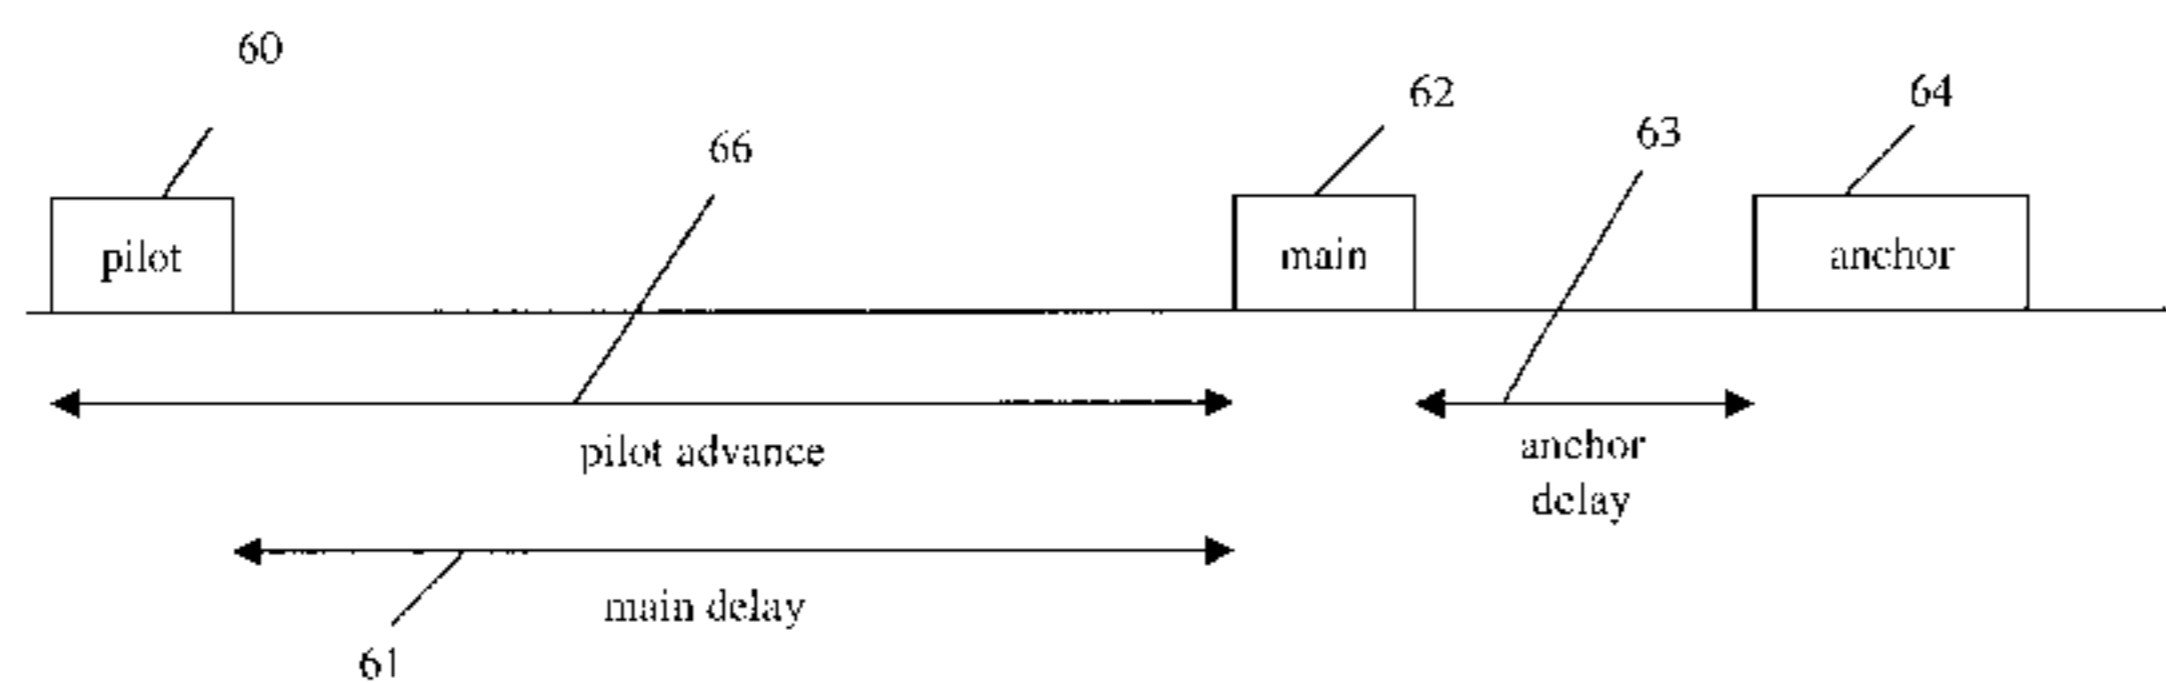 60
62
64
63
66
pilot
main
anchor
pilot advance
anchor
delay
main delay
61